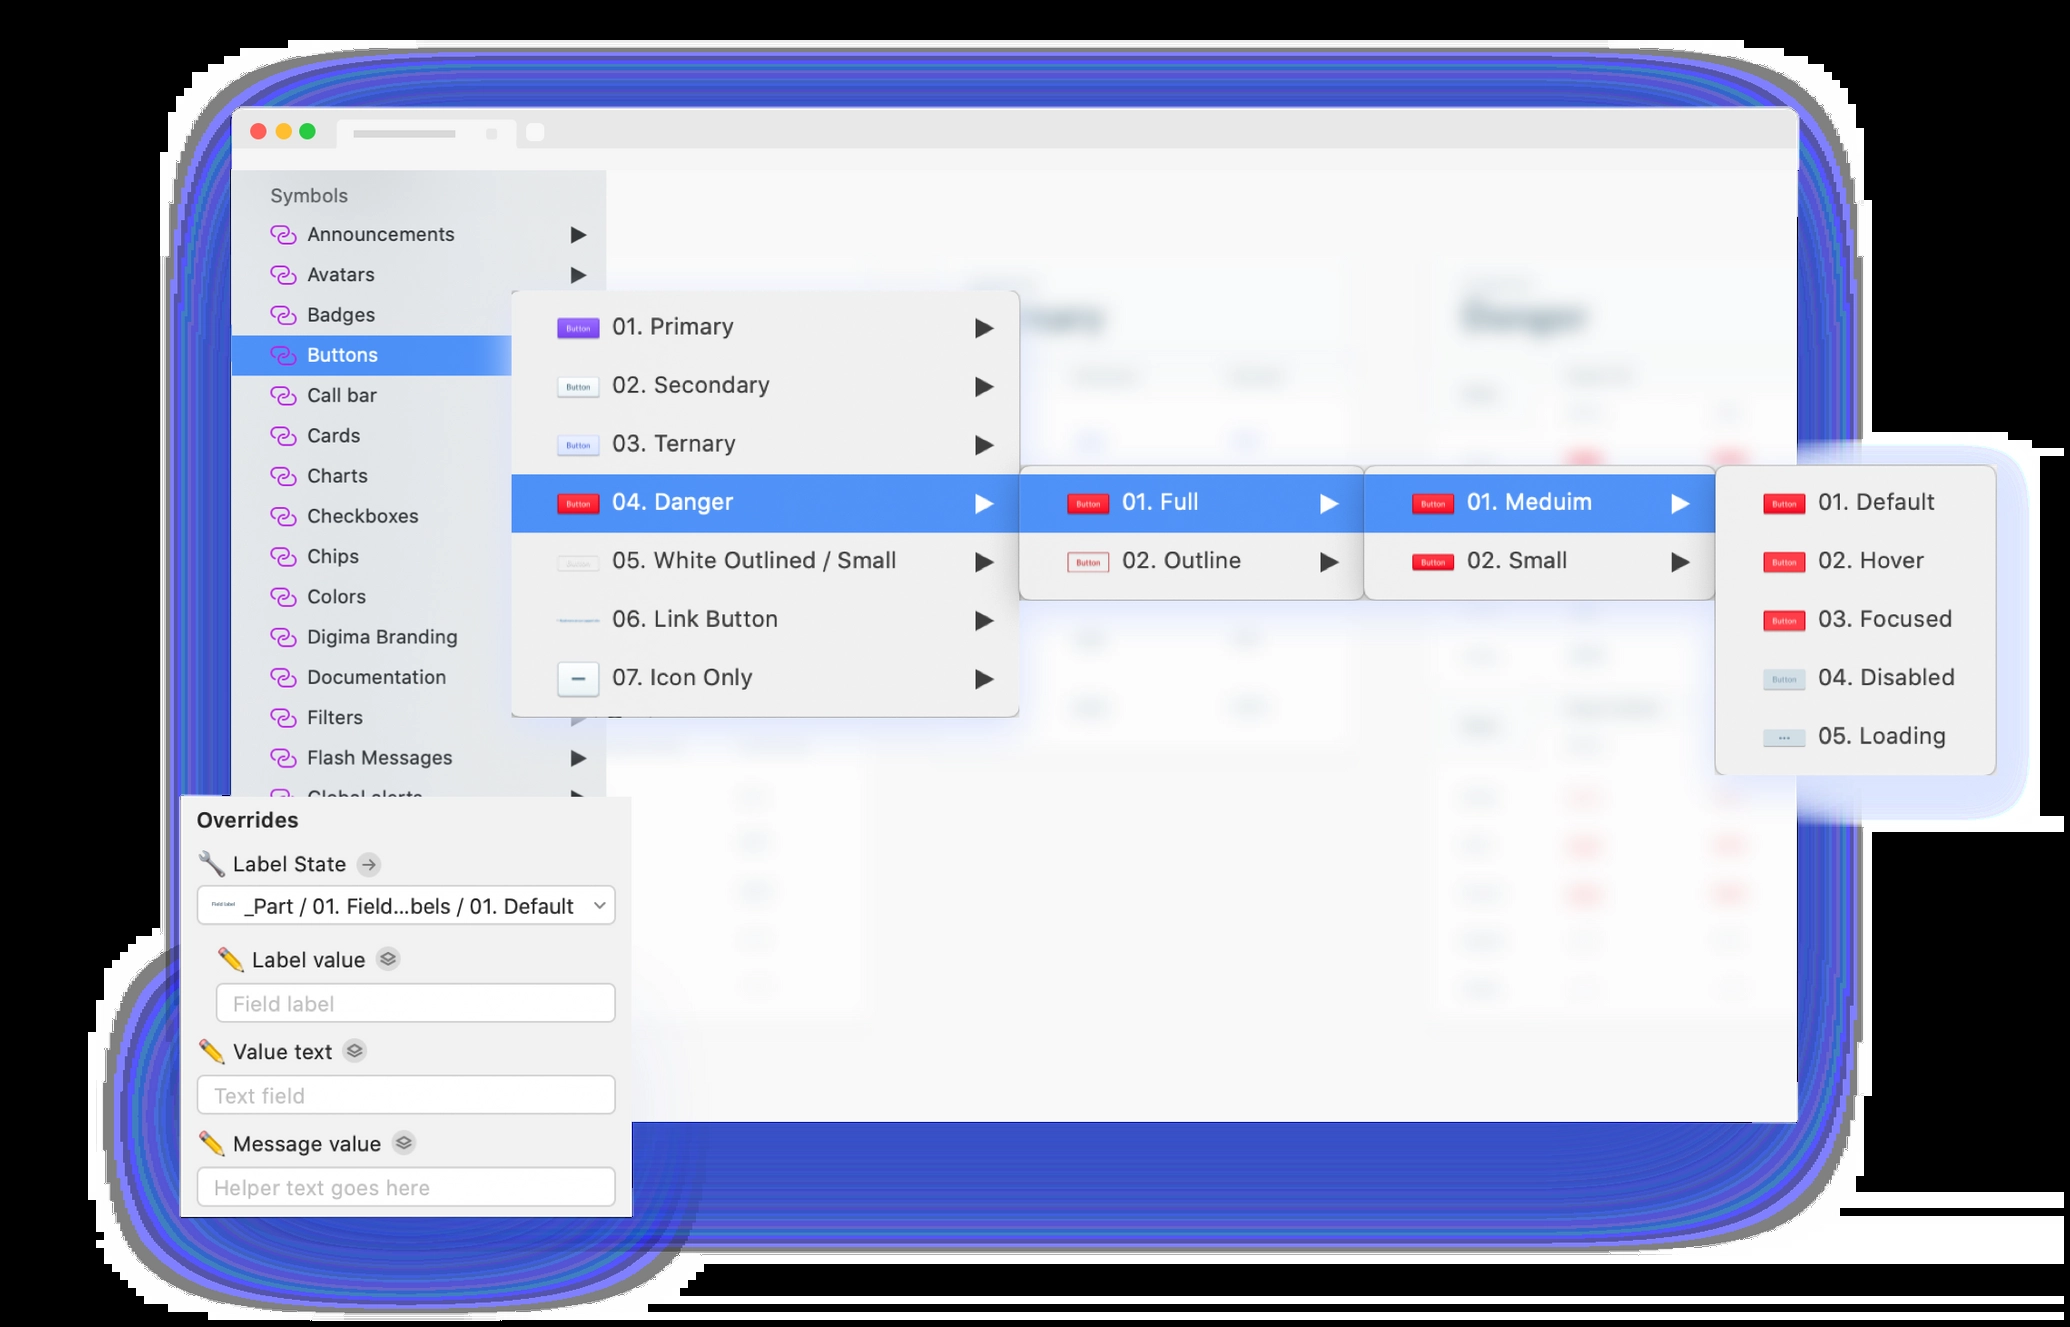 Symbols
Announcements
Avatars
Badges
Buttons
Call bar
Cards
Charts
Checkboxes
Chips
Colors
Digima Branding
Documentation
Filters
Flash Messages
Global alerts
Button 01. Primary
Button 02. Secondary
Button 03. Ternary
Button 04. Danger
05. White Outlined / Small
06. Link Button
07. Icon Only
Button 01. Full
Button 02. Outline
Button 01. Meduim
Button 02. Small
Button 01. Default
Button 02. Hover
Button 03. Focused
Button 04. Disabled
05. Loading
Danger
Overrides
Label State
Field label _Part / 01. Field...bels / 01. Default
Label value
Field label
Value text
Text field
Message value
Helper text goes here